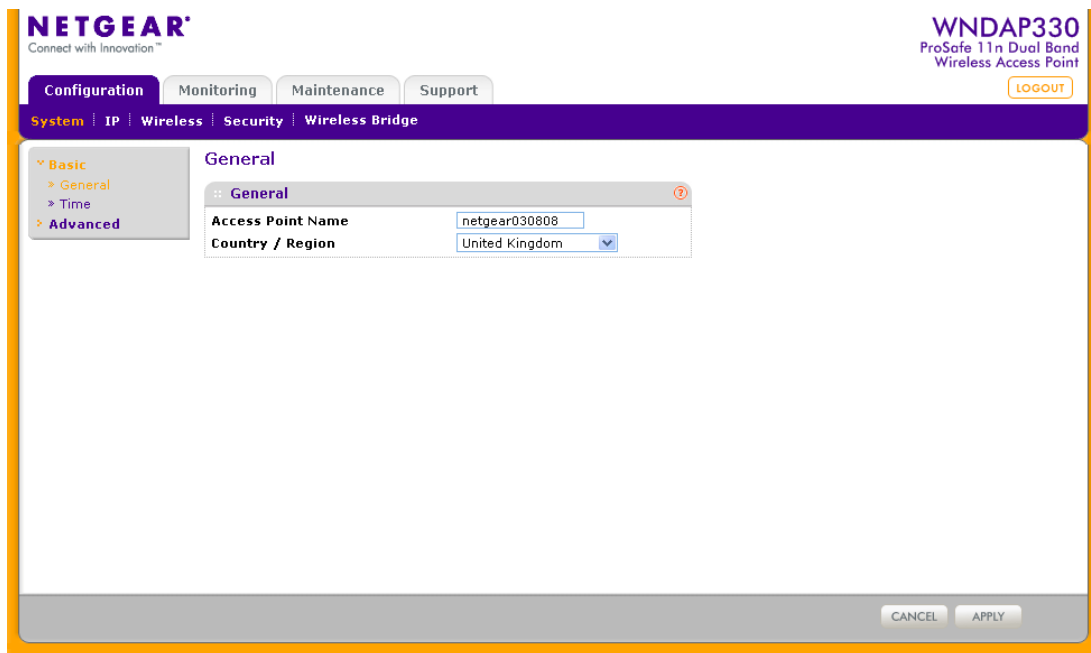 NETGEAR®
Connect with Innovation™
WNDAP330
ProSafe 11n Dual Band
Wireless Access Point
Configuration Monitoring Maintenance Support
LOGOUT
System IP Wireless Security Wireless Bridge
Basic
» General
» Time
Advanced
General
:: General ?
Access Point Name netgear030808
Country / Region United Kingdom
CANCEL APPLY